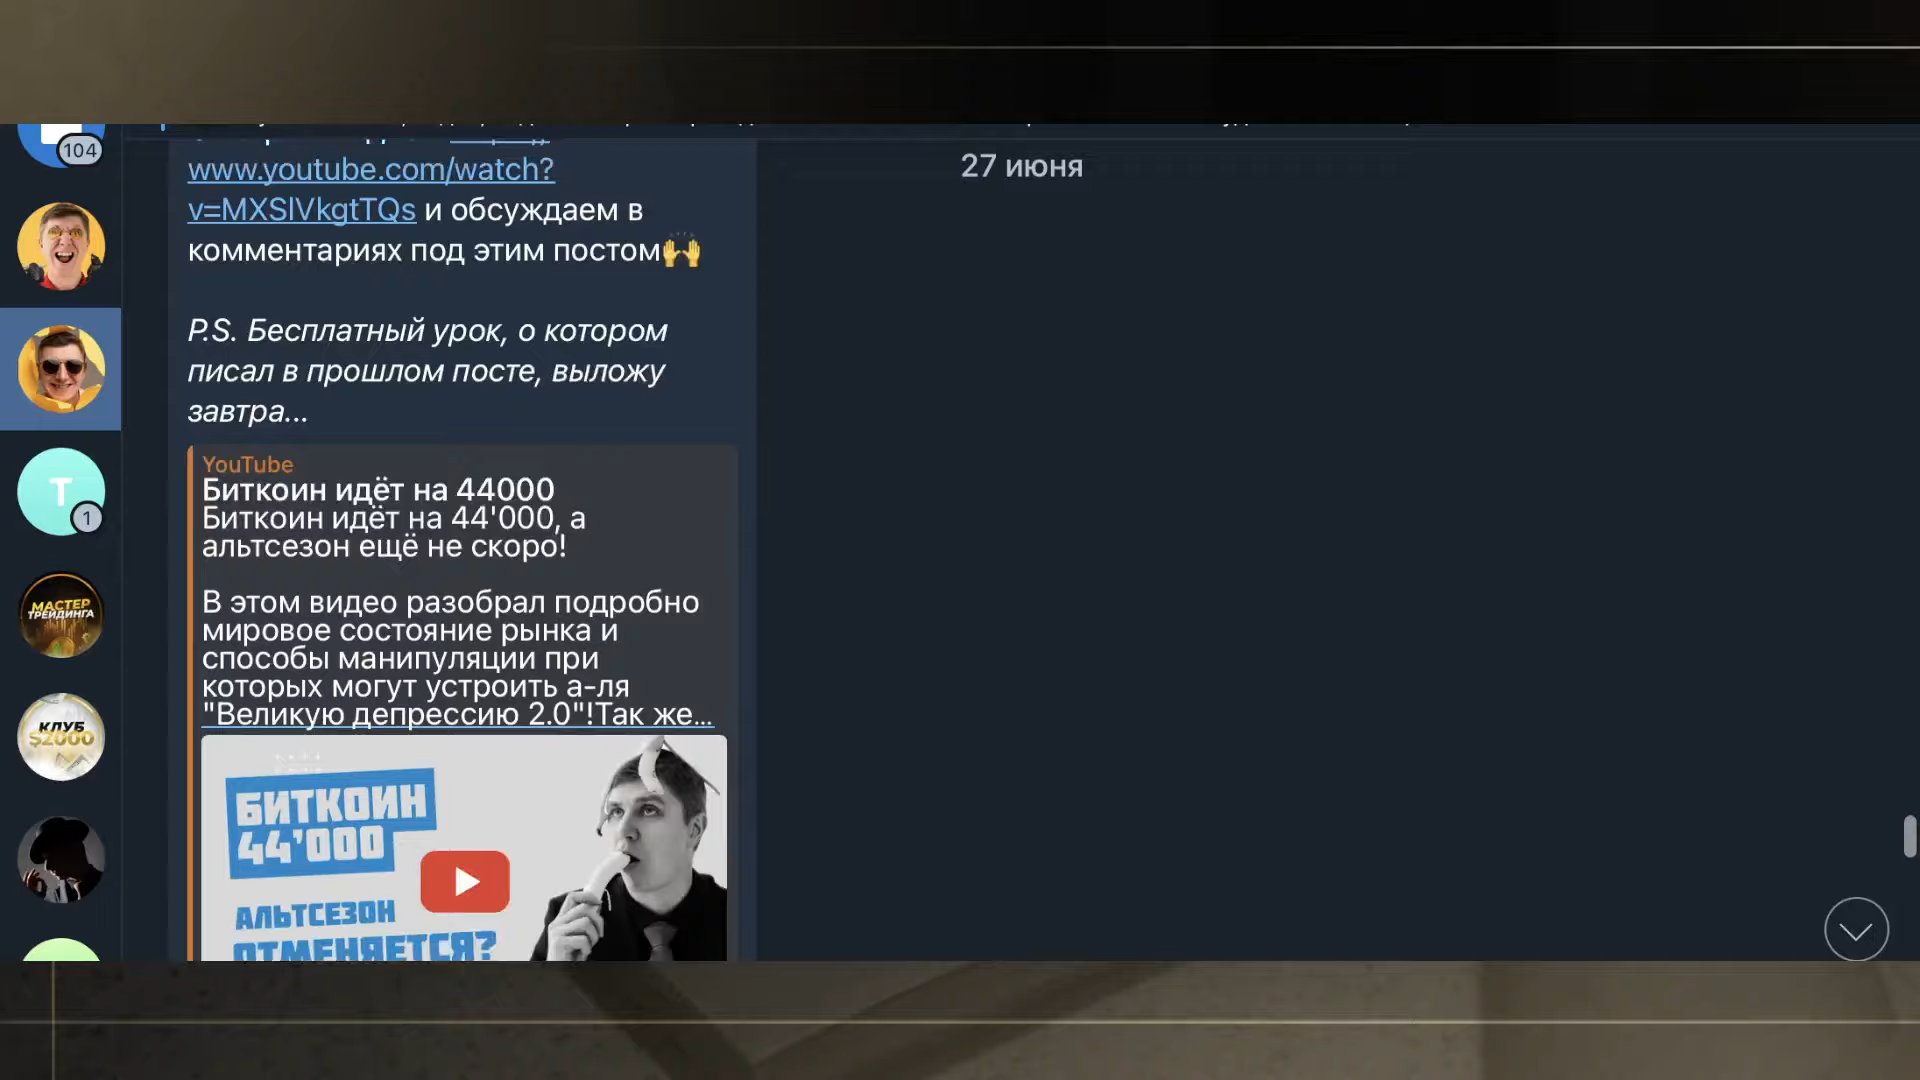 104
27 июня
www.youtube.com/watch?
v=MXSlVkgtTQs и обсуждаем в
комментариях под этим постом🙌
P.S. Бесплатный урок, о котором
писал в прошлом посте, выложу
завтра...
YouTube
Биткоин идёт на 44000
Биткоин идёт на 44'000, а
альтсезон ещё не скоро!
В этом видео разобрал подробно
мировое состояние рынка и
способы манипуляции при
которых могут устроить а-ля
"Великую депрессию 2.0"!Так же...
БИТКОИН
44'000
АЛЬТСЕЗОН
ОТМЕНЯЕТСЯ?
T
1
МАСТЕР
ТРЕЙДИНГА
КЛУБ
$2000